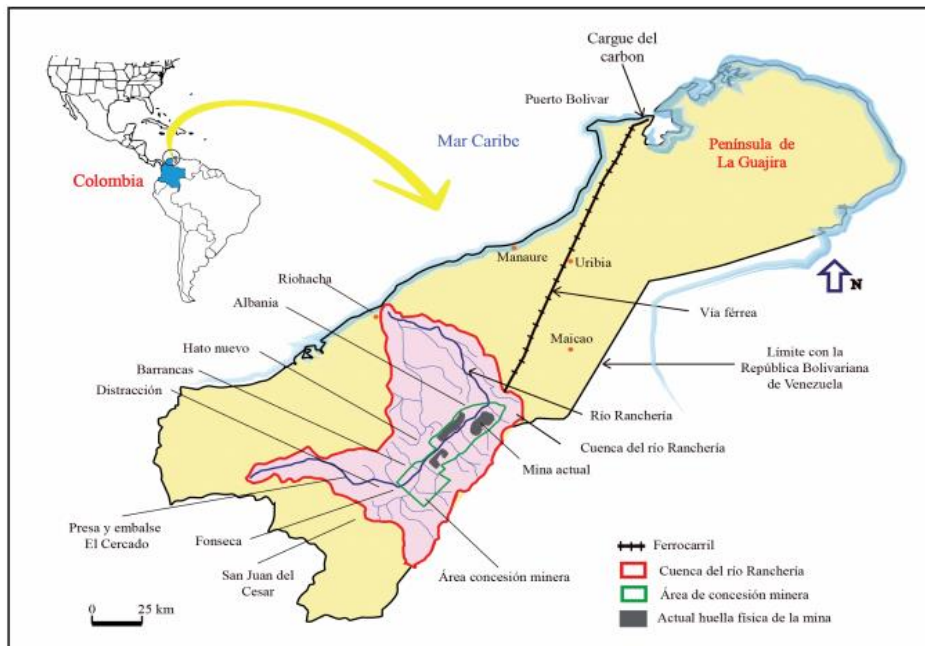 Cargue del
carbon
Puerto Bolivar
Mar Caribe
Península de
La Guajira
Colombia
Manaure
Uribia
N
Riohacha
Albania
Vía férrea
Hato nuevo
Maicao
Barrancas
Límite con la
República Bolivariana
de Venezuela
Distracción
Río Ranchería
Cuenca del río Ranchería
Mina actual
Presa y embalse
El Cercado
Fonseca
San Juan del
Cesar
Área concesión minera
Ferrocarril
Cuenca del río Ranchería
Área de concesión minera
Actual huella física de la mina
0 25 km